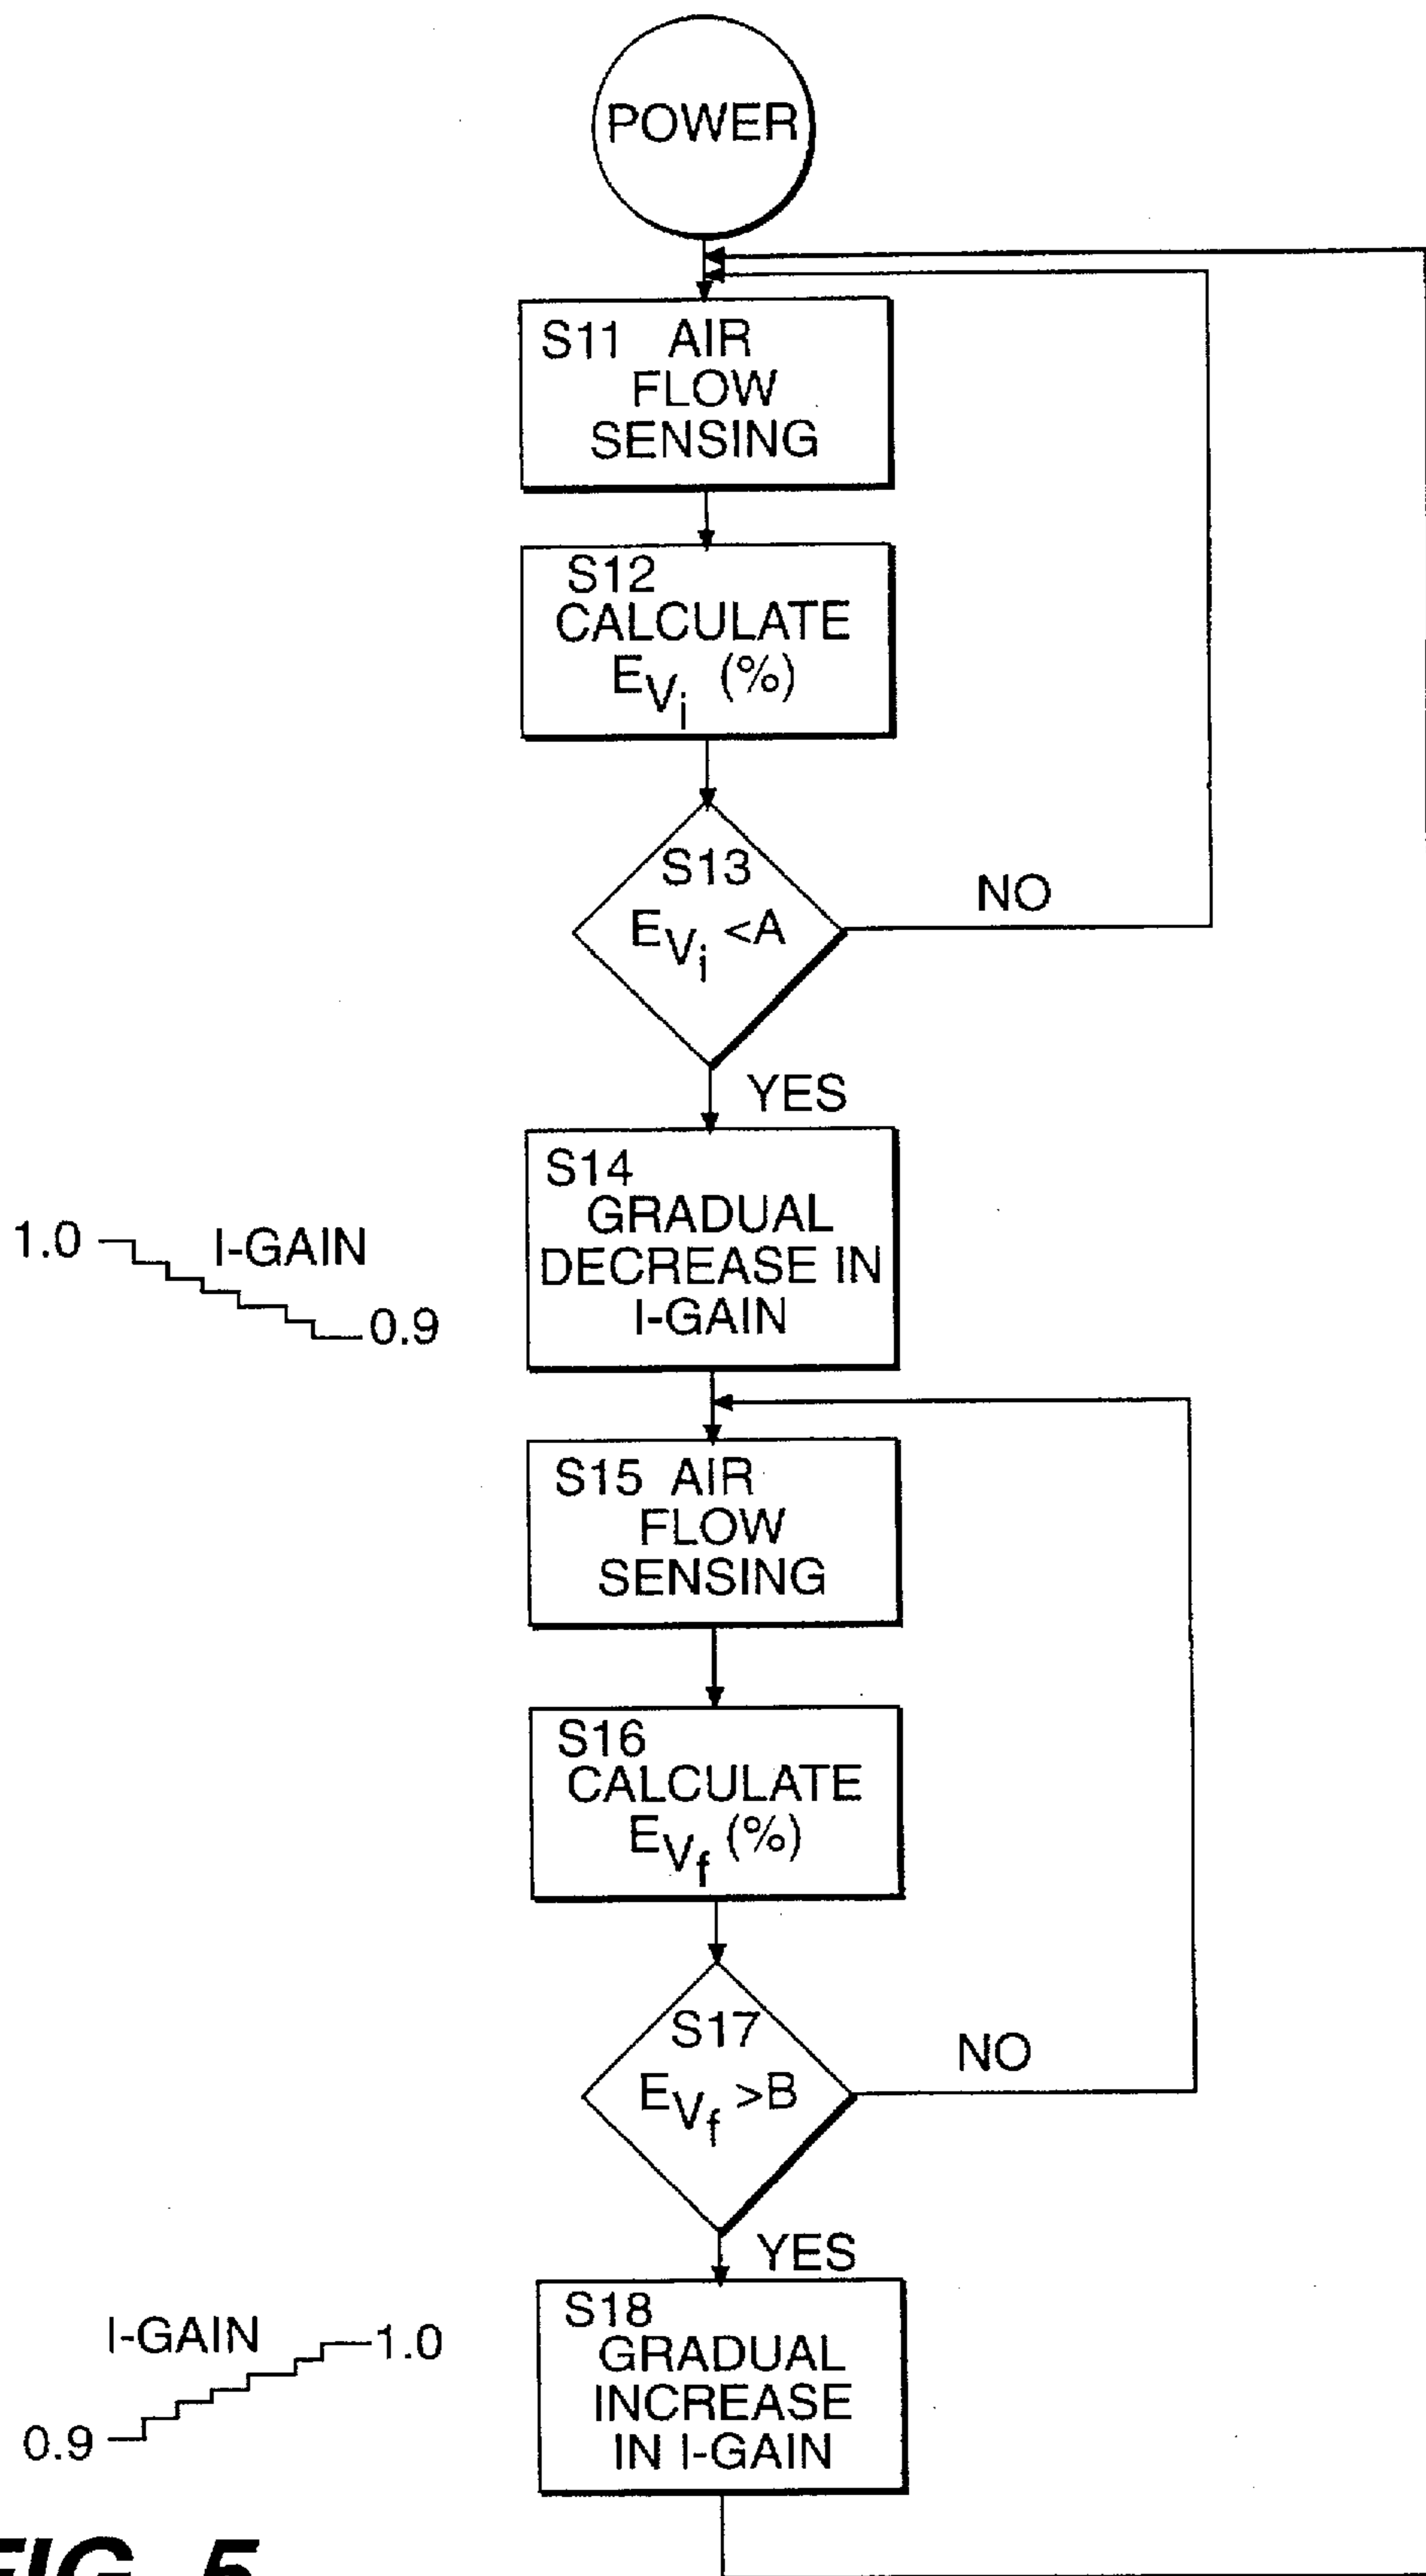 POWER
S11 AIR
FLOW
SENSING
S12
CALCULATE
EVi (%)
S13
EVi <A
NO
YES
S14
GRADUAL
DECREASE IN
I-GAIN
1.0
I-GAIN
0.9
S15 AIR
FLOW
SENSING
S16
CALCULATE
EVf (%)
S17
EVf >B
NO
YES
S18
GRADUAL
INCREASE
IN I-GAIN
I-GAIN
1.0
0.9
FIG. 5